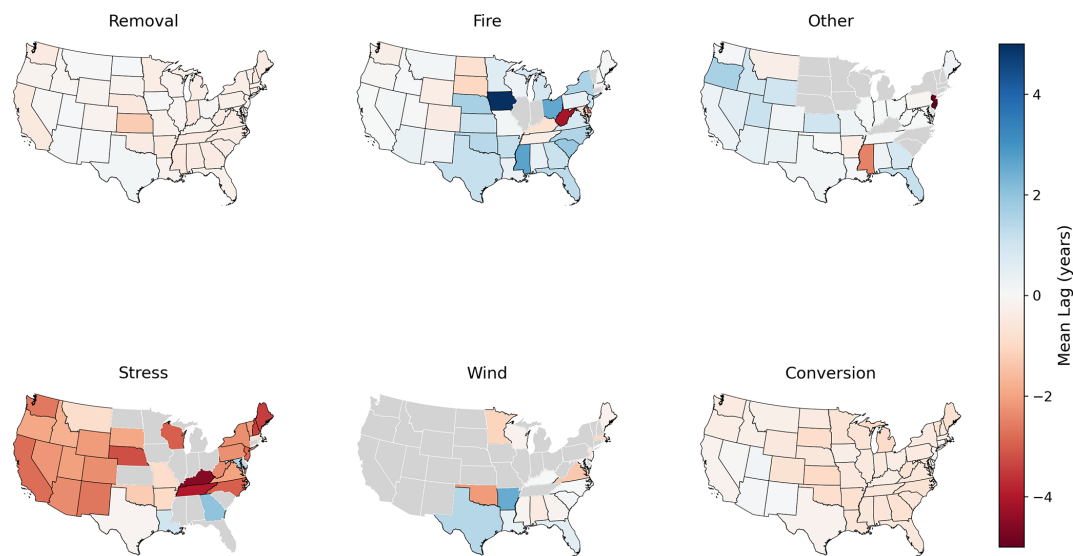 Removal
Fire
Other
Stress
Wind
Conversion
4
2
0
−2
−4
Mean Lag (years)